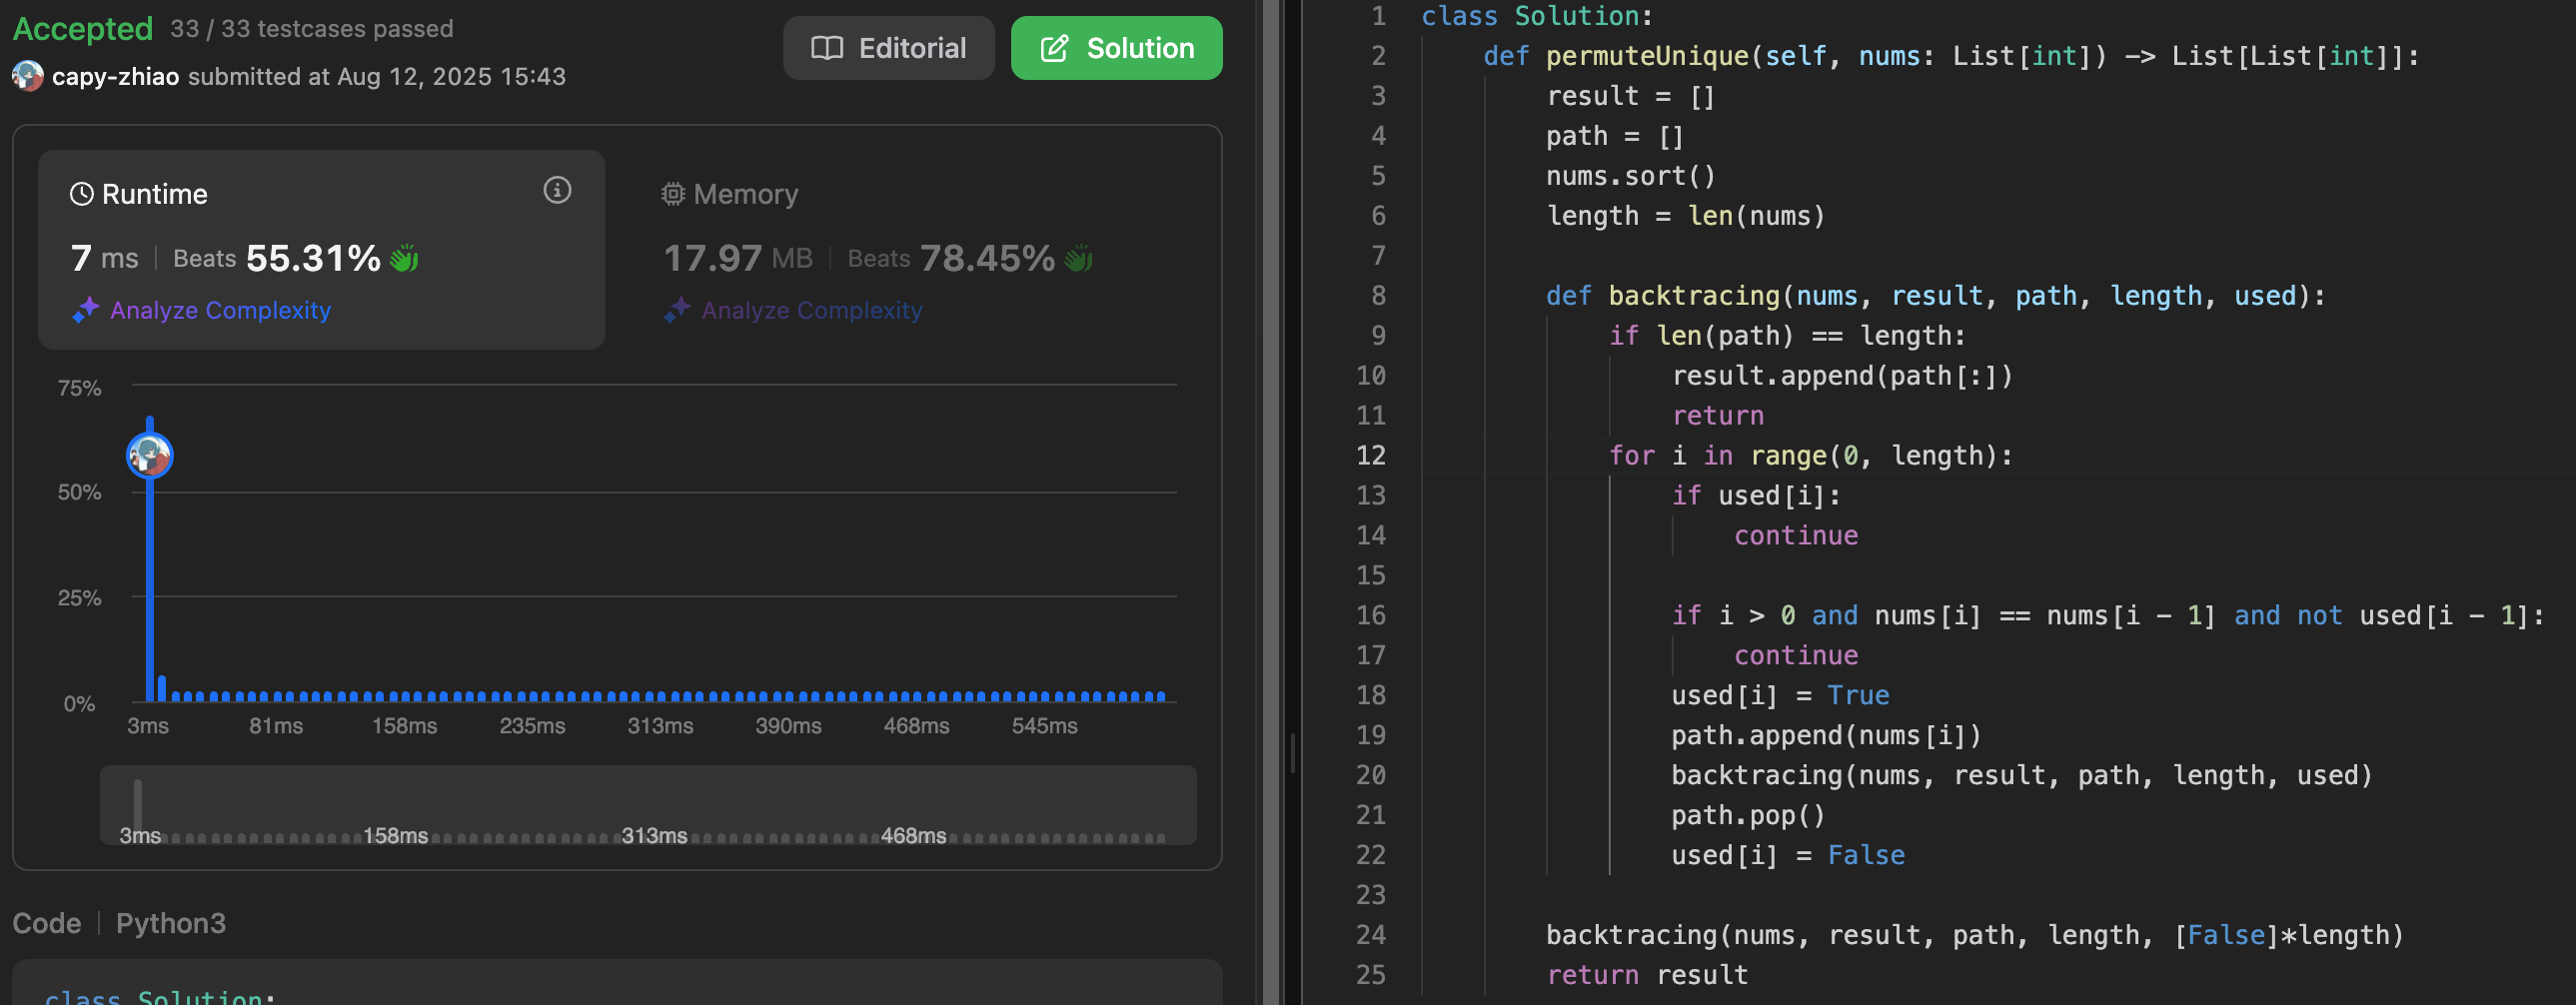 Accepted 33 / 33 testcases passed
capy-zhiao submitted at Aug 12, 2025 15:43
Editorial
Solution
Runtime
7 ms | Beats 55.31%
Analyze Complexity
Memory
17.97 MB | Beats 78.45%
Analyze Complexity
75%
50%
25%
0%
3ms 81ms 158ms 235ms 313ms 390ms 468ms 545ms
3ms 158ms 313ms 468ms
Code | Python3
class Solution:
1 class Solution:
2     def permuteUnique(self, nums: List[int]) -> List[List[int]]:
3         result = []
4         path = []
5         nums.sort()
6         length = len(nums)
7
8         def backtracing(nums, result, path, length, used):
9             if len(path) == length:
10                 result.append(path[:])
11                 return
12             for i in range(0, length):
13                 if used[i]:
14                     continue
15
16                 if i > 0 and nums[i] == nums[i - 1] and not used[i - 1]:
17                     continue
18                 used[i] = True
19                 path.append(nums[i])
20                 backtracing(nums, result, path, length, used)
21                 path.pop()
22                 used[i] = False
23
24         backtracing(nums, result, path, length, [False]*length)
25         return result